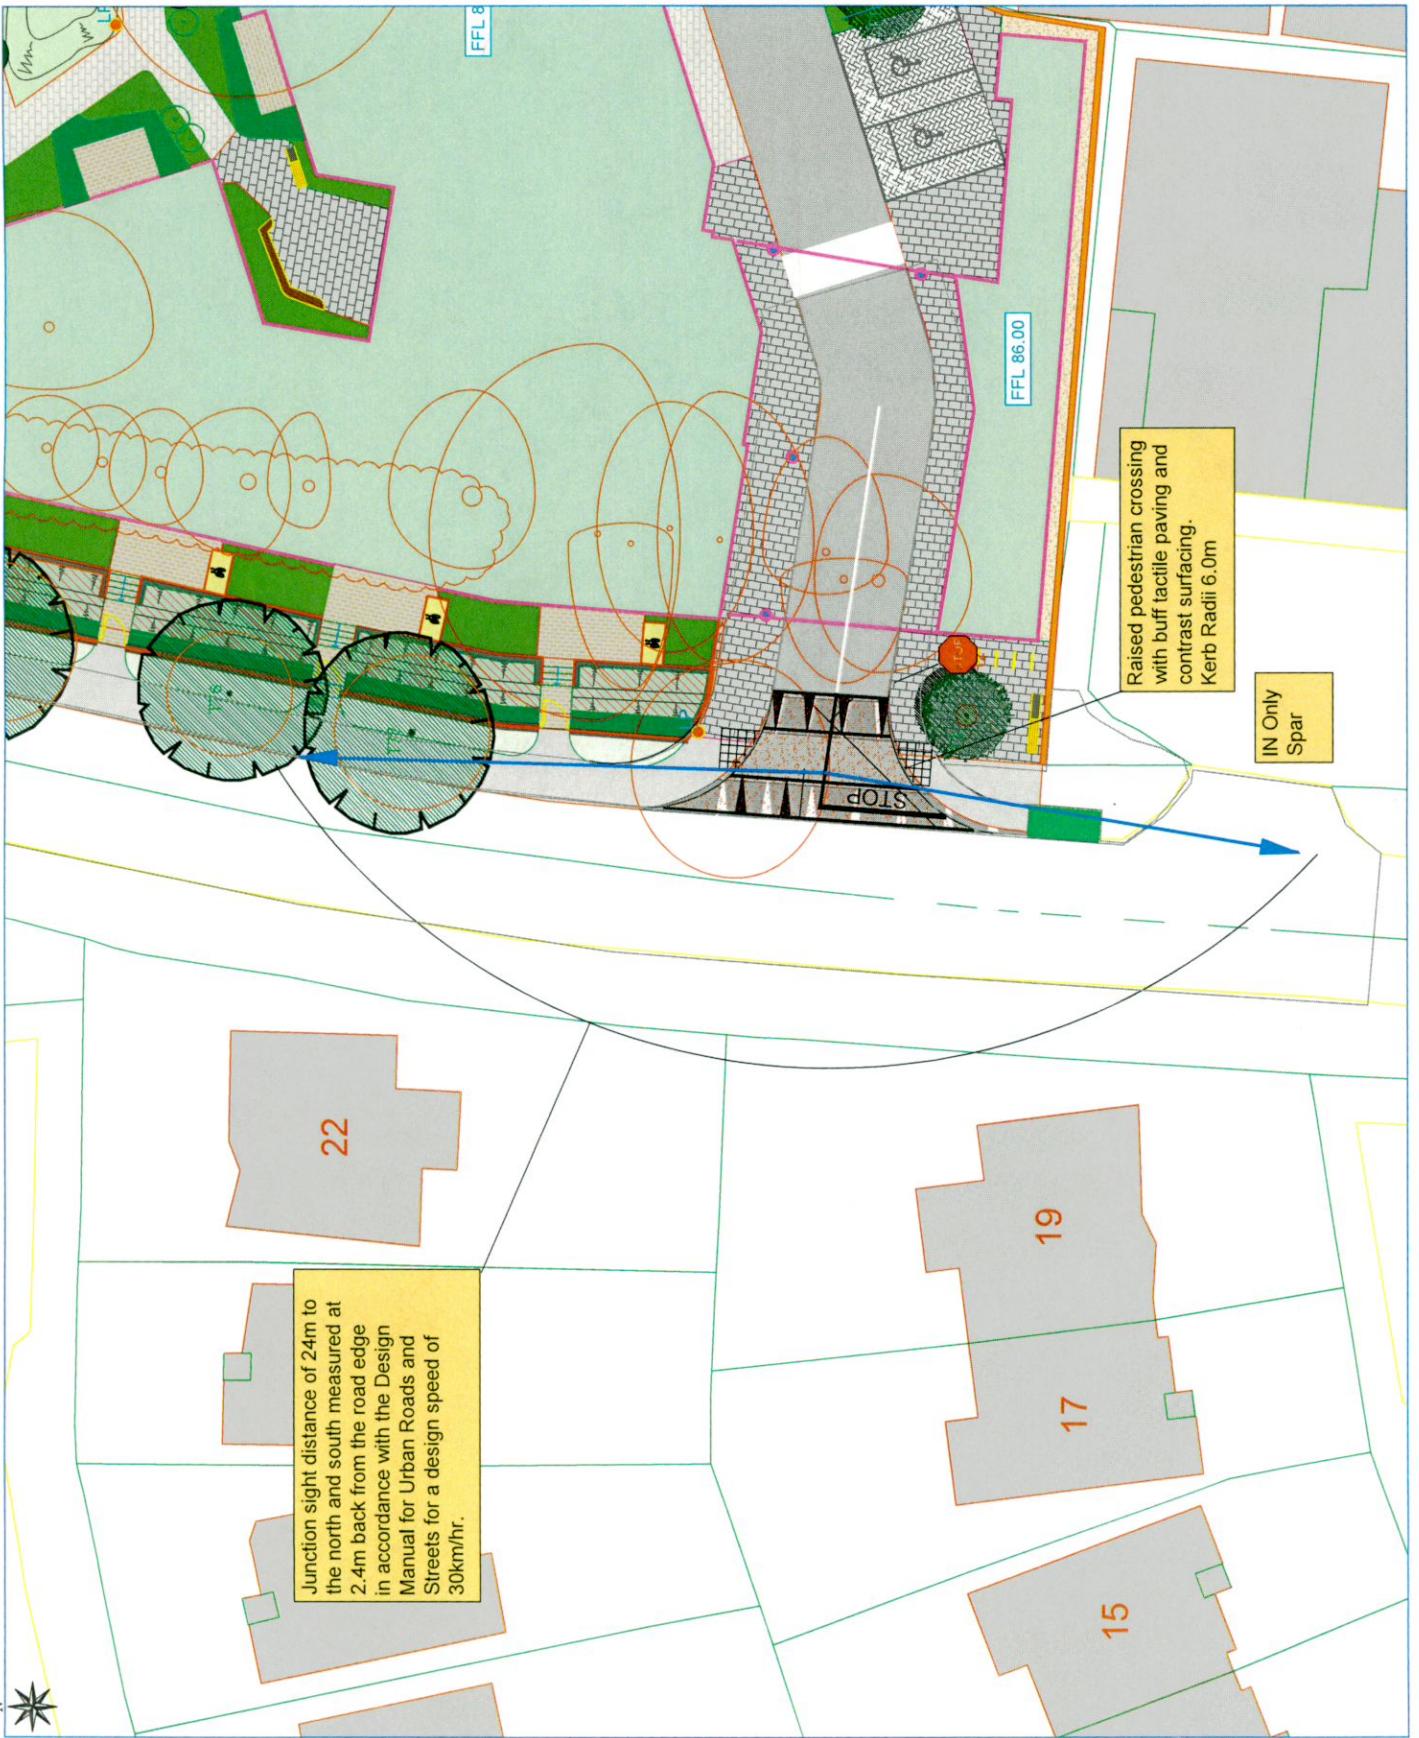 FFL 8
FFL 86.00
Raised pedestrian crossing
with buff tactile paving and
contrast surfacing.
Kerb Radii 6.0m
IN Only
Spar
STOP
22
19
17
15
Junction sight distance of 24m to
the north and south measured at
2.4m back from the road edge
in accordance with the Design
Manual for Urban Roads and
Streets for a design speed of
30km/hr.